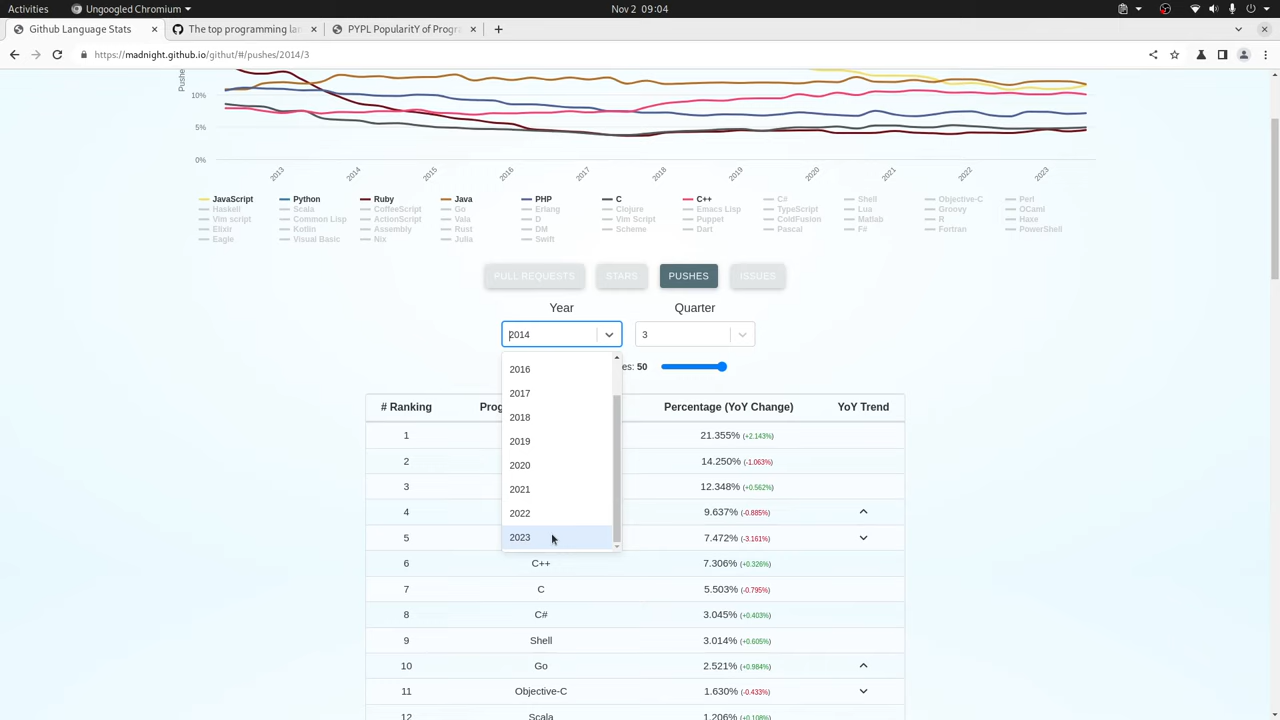 Activities Ungoogled Chromium Nov 2 09:04
Github Language Stats The top programming lan PYPL PopularitY of Progra
https://madnight.github.io/githut/#/pushes/2014/3
Pushe
10%
5%
0%
2013 2014 2015 2016 2017 2018 2019 2020 2021 2022 2023
JavaScript Python Ruby Java PHP C C++ C# Shell Objective-C Perl
Haskell Scala CoffeeScript Go Erlang Clojure Emacs Lisp TypeScript Lua Groovy OCaml
Vim script Common Lisp ActionScript Vala D Vim Script Puppet ColdFusion Matlab R Haxe
Elixir Kotlin Assembly Rust DM Scheme Dart Pascal F# Fortran PowerShell
Eagle Visual Basic Nix Julia Swift
PULL REQUESTS STARS PUSHES ISSUES
Year Quarter
2014 3
es: 50
2016
2017
2018
2019
2020
2021
2022
2023
# Ranking Prog Percentage (YoY Change) YoY Trend
1 21.355% (+2.143%)
2 14.250% (-1.063%)
3 12.348% (+0.562%)
4 9.637% (-0.885%)
5 7.472% (-3.161%)
6 C++ 7.306% (+0.326%)
7 C 5.503% (-0.795%)
8 C# 3.045% (+0.403%)
9 Shell 3.014% (+0.605%)
10 Go 2.521% (+0.984%)
11 Objective-C 1.630% (-0.433%)
12 Scala 1.206% (+0.108%)